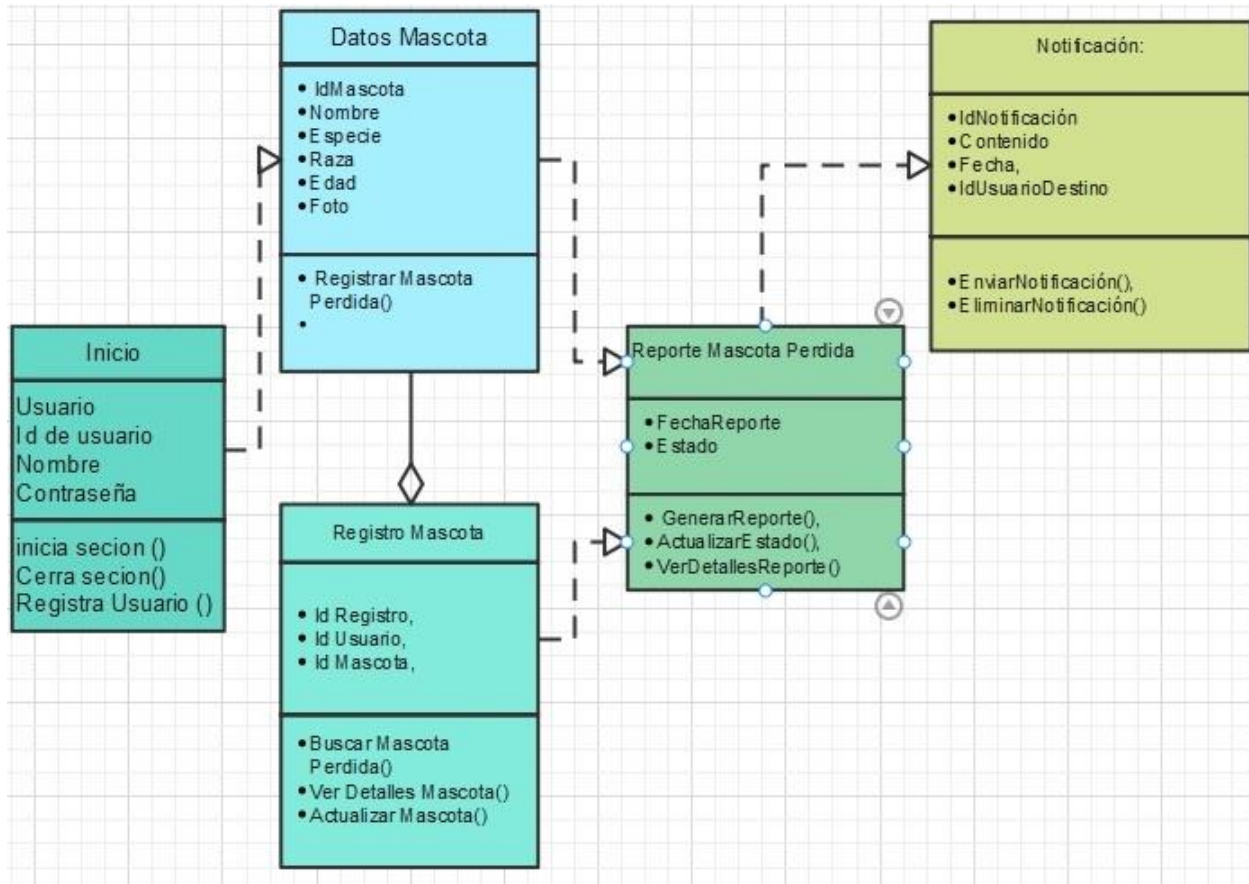 Datos Mascota
• IdMascota
• Nombre
• Especie
• Raza
• Edad
• Foto
• Registrar Mascota
Perdida()
•
Notificación:
• IdNotificación
• Contenido
• Fecha,
• IdUsuarioDestino
• EnviarNotificación(),
• EliminarNotificación()
Inicio
Usuario
Id de usuario
Nombre
Contraseña
inicia secion ()
Cerra secion()
Registra Usuario ()
Reporte Mascota Perdida
• FechaReporte
• Estado
• GenerarReporte(),
• ActualizarEstado(),
• VerDetallesReporte()
Registro Mascota
• Id Registro,
• Id Usuario,
• Id Mascota,
• Buscar Mascota
Perdida()
• Ver Detalles Mascota()
• Actualizar Mascota()